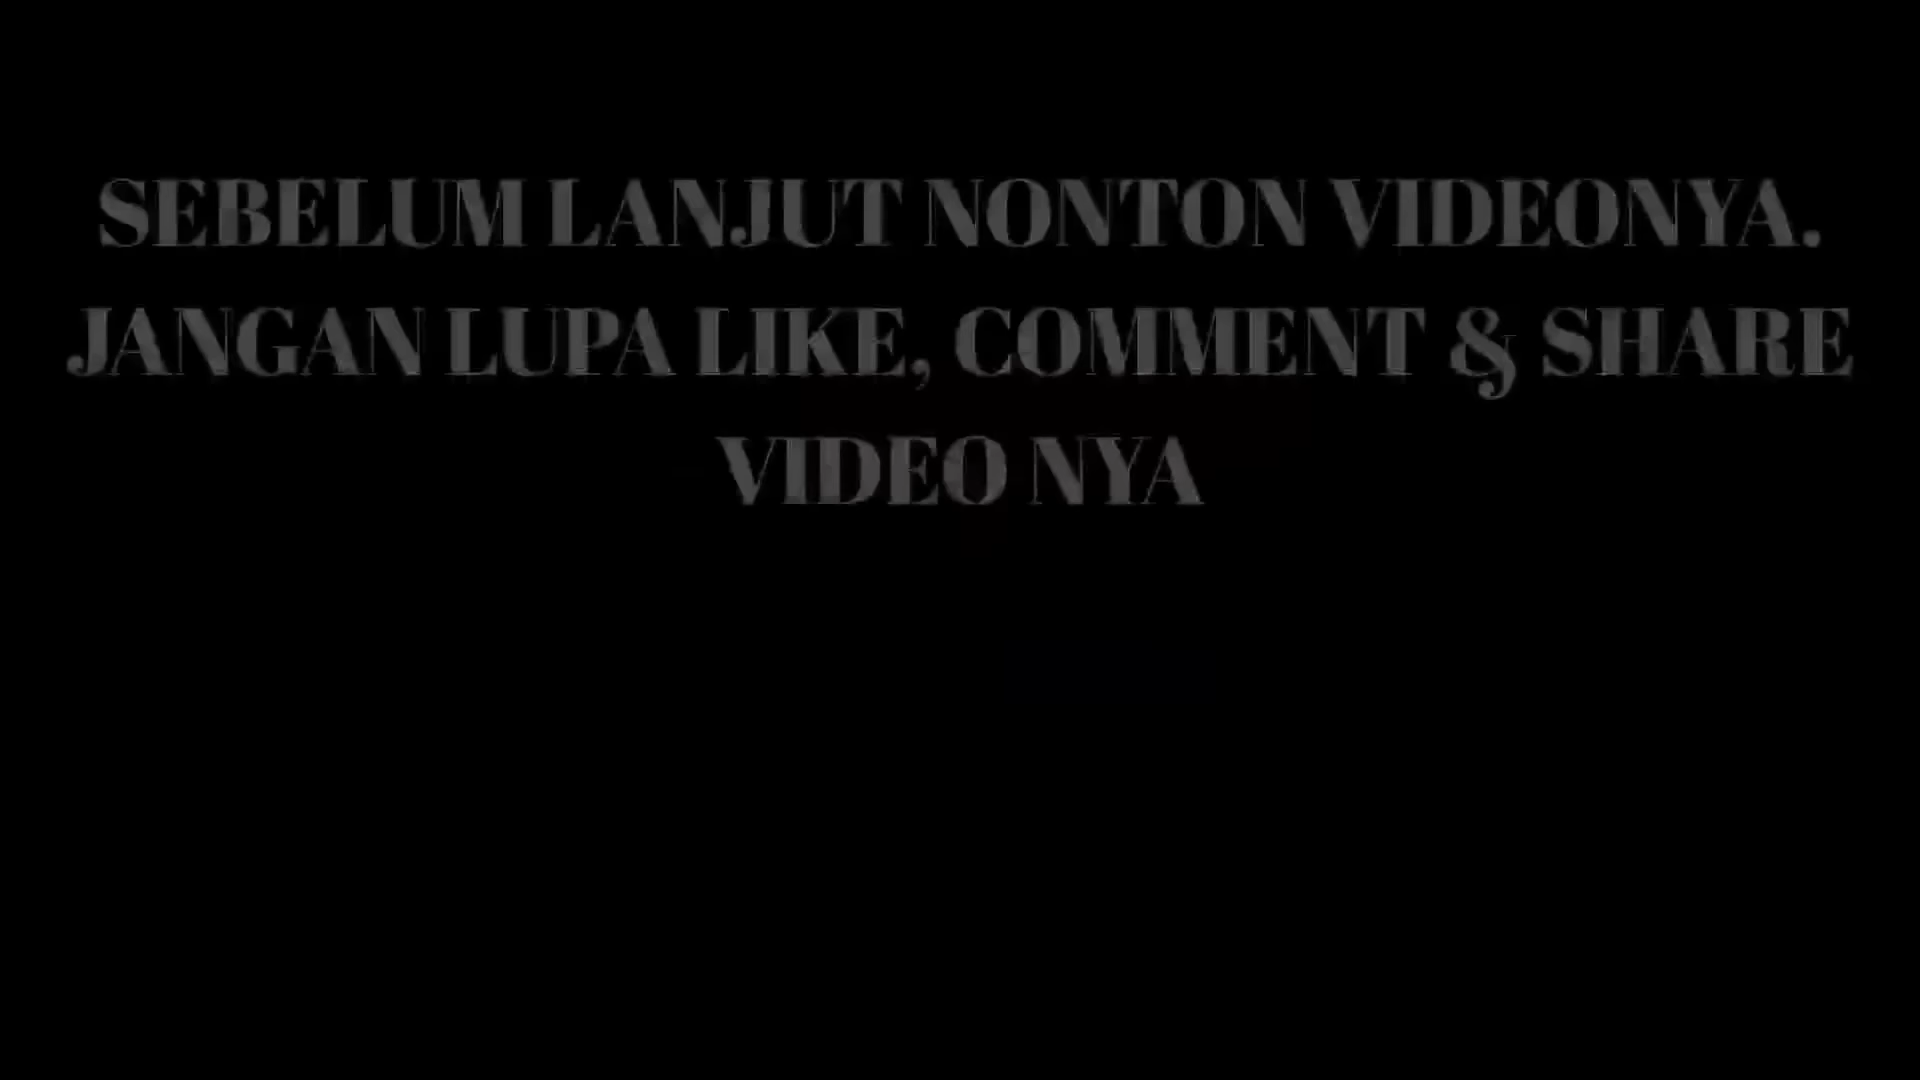 SEBELUM LANJUT NONTON VIDEONYA.
JANGAN LUPA LIKE, COMMENT & SHARE
VIDEO NYA